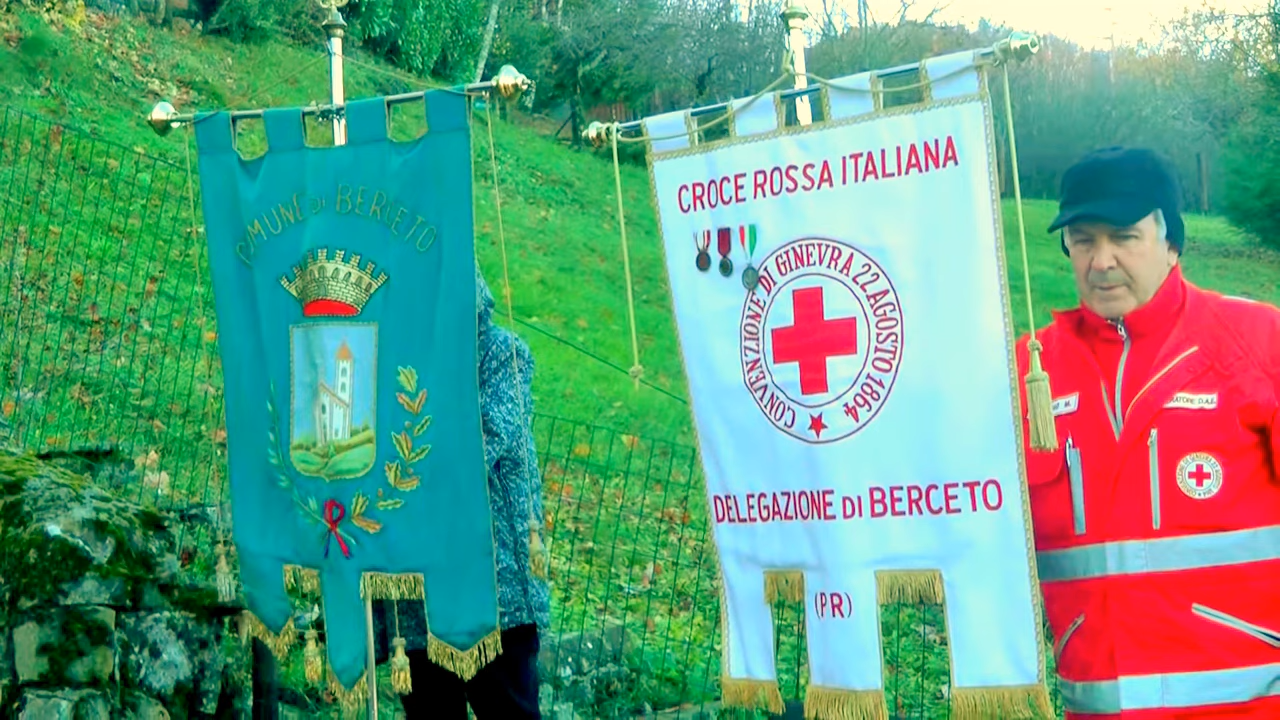 COMUNE di BERCETO
CROCE ROSSA ITALIANA
CONVENZIONE DI GINEVRA 22 AGOSTO 1864
DELEGAZIONE di BERCETO
(PR)